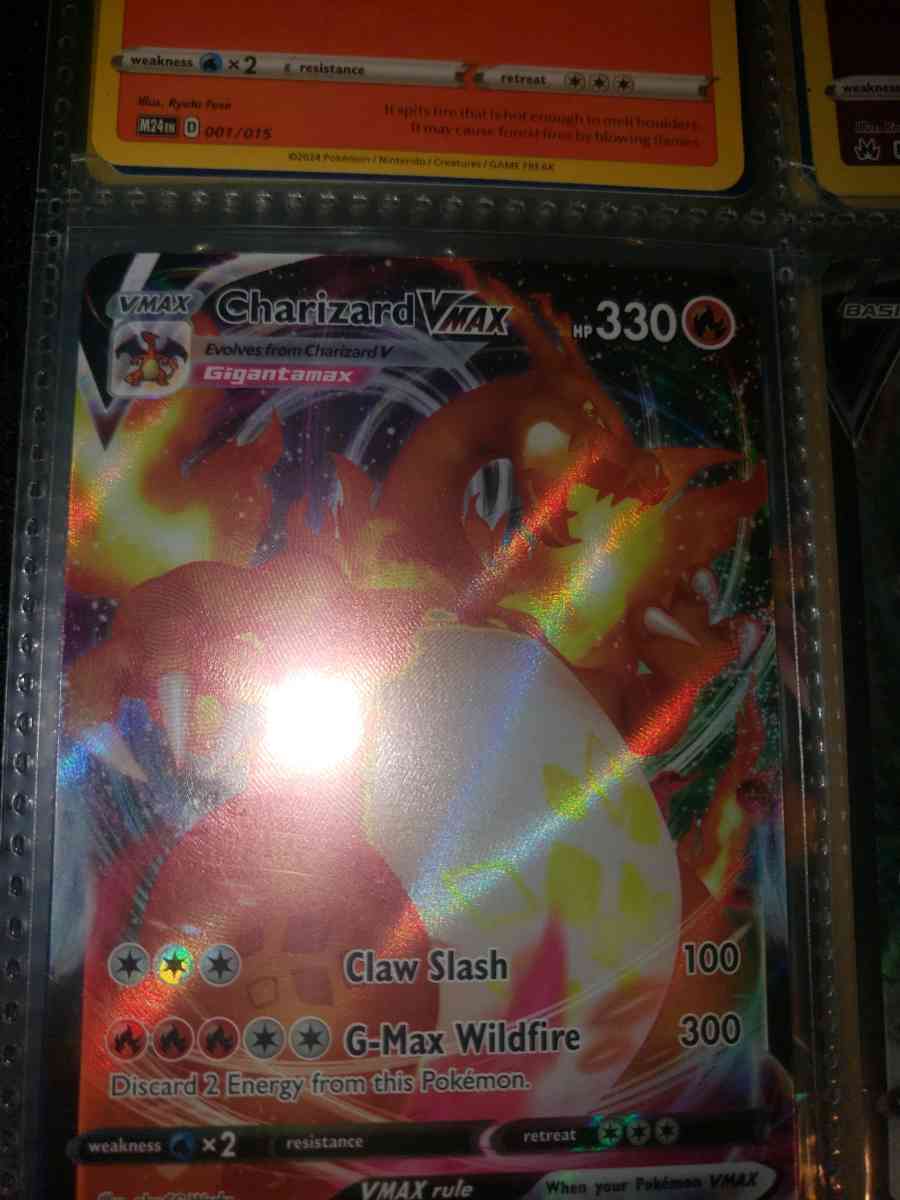 weakness ×2 resistance retreat
Illus. Ryota
M24EN D 001/015
It spits fire that is hot enough to melt boulders.
It may cause forest fires by blowing flames.
©2024 Pokémon / Nintendo / Creatures / GAME FREAK
weakness
VMAX Charizard VMAX HP 330
Evolves from Charizard V
Gigantamax
BASI
Claw Slash 100
G-Max Wildfire 300
Discard 2 Energy from this Pokémon.
weakness ×2 resistance retreat
VMAX rule When your Pokémon VMAX